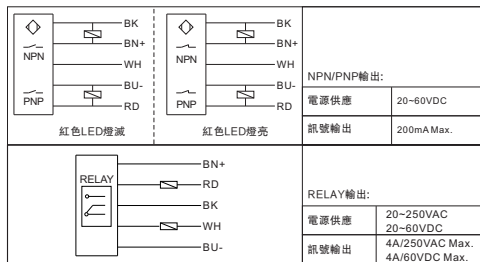 BK
BN+
NPN
WH
BU-
PNP
RD
紅色LED燈滅
BK
BN+
NPN
WH
BU-
PNP
RD
紅色LED燈亮
NPN/PNP輸出:
電源供應 20~60VDC
訊號輸出 200mA Max.
BN+
RELAY
RD
BK
WH
BU-
RELAY輸出:
電源供應 20~250VAC
20~60VDC
訊號輸出 4A/250VAC Max.
4A/60VDC Max.